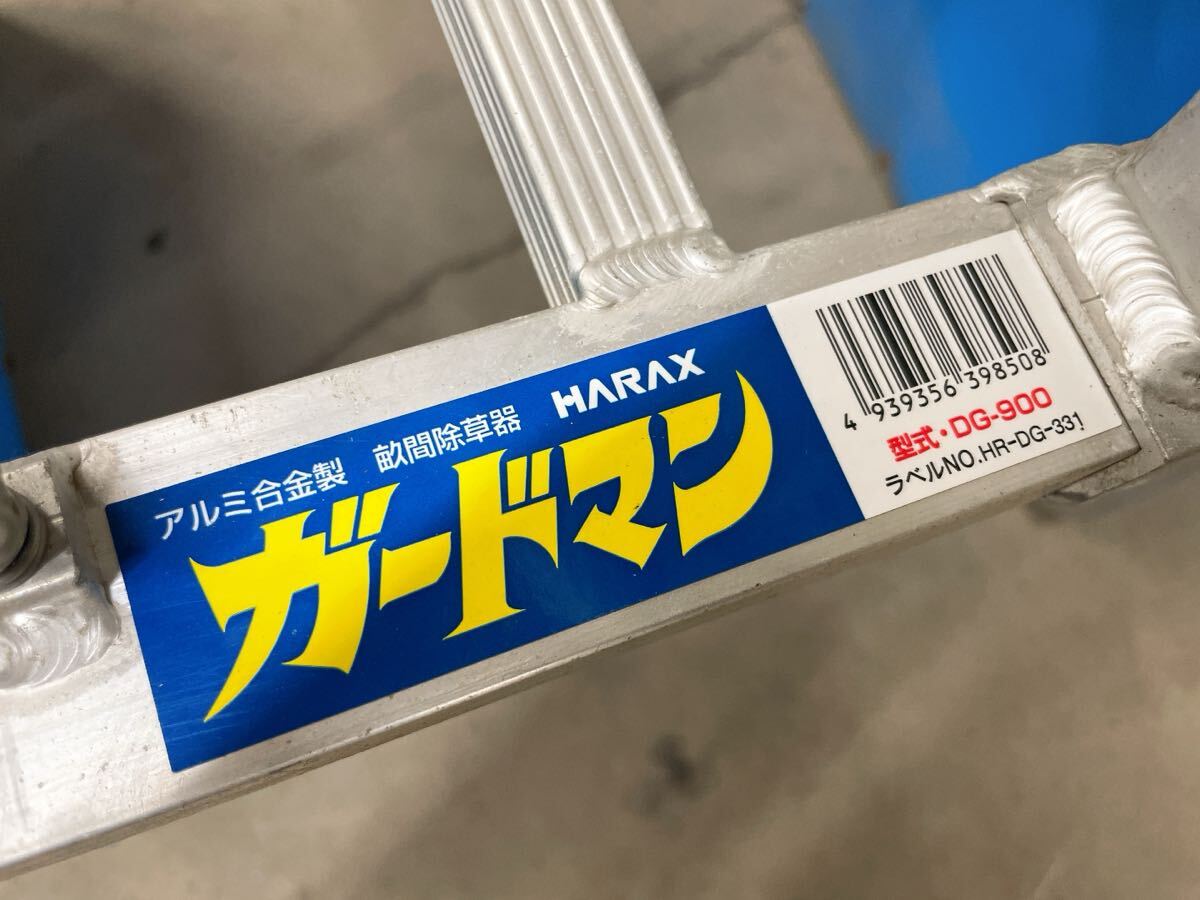 アルミ合金製 畝間除草器 HARAX
ガードマン
4 939356 398508
型式・DG-900
ラベルNO.HR-DG-331